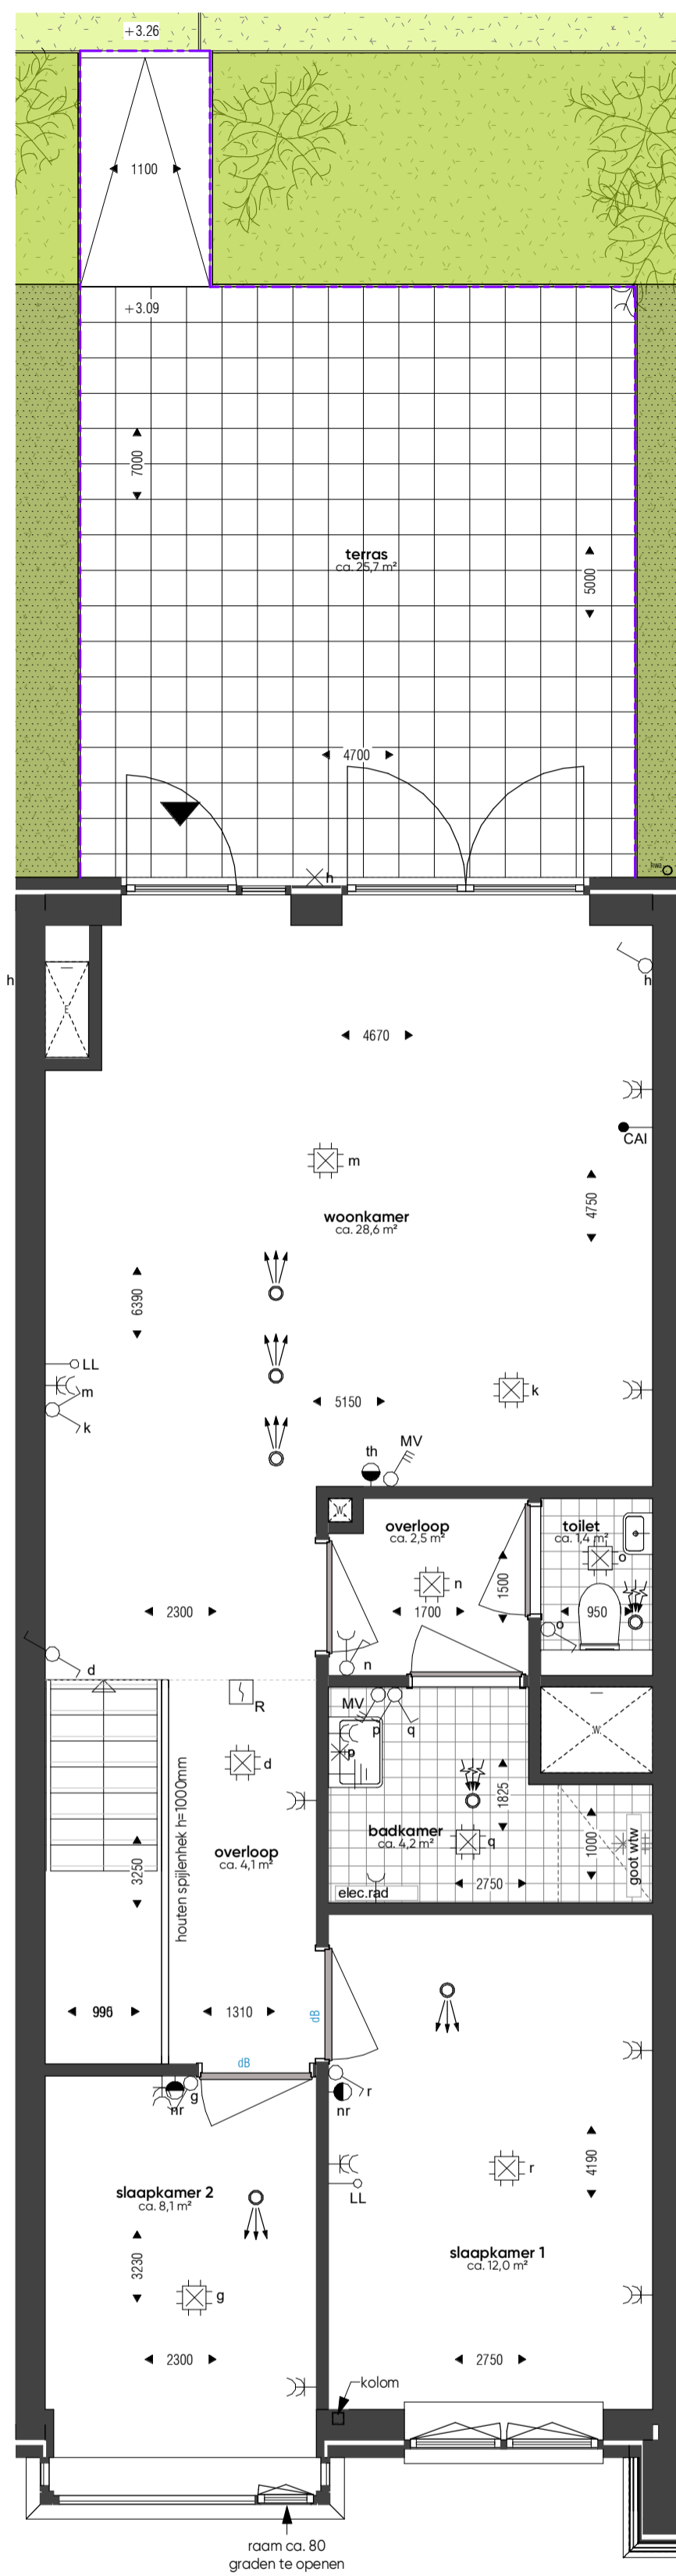 +3.26
1100
+3.09
7000
terras
ca. 25,7 m²
5000
4700
h
hwa
h
h
E
4670
CAI
m
woonkamer
ca. 28,6 m²
4750
6390
LL
m
k
k
5150
MV
th
W
overloop
ca. 2,5 m²
toilet
ca. 1,4 m²
o
n
1500
2300
1700
950
o
n
d
R
MV
p
q
W
p
d
houten spijlenhek h=1000mm
1825
badkamer
ca. 4,2 m²
q
1000
goot wtw
overloop
ca. 4,1 m²
3250
2750
elec.rad
1310
dB
dB
g
nr
r
nr
slaapkamer 2
ca. 8,1 m²
LL
r
4190
3230
g
slaapkamer 1
ca. 12,0 m²
2300
2750
kolom
raam ca. 80
graden te openen